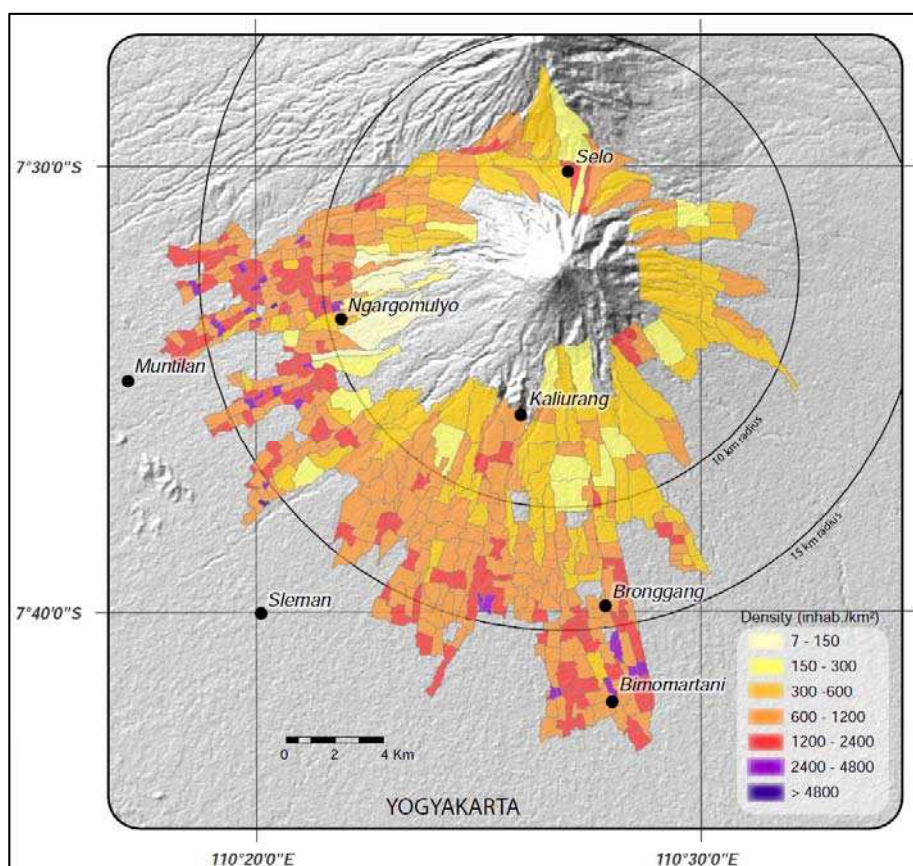 7°30'0"S
Selo
Ngargomulyo
Muntilan
Kaliurang
10 km radius
15 km radius
7°40'0"S
Sleman
Bronggang
Bimomartani
Density (inhab./km²)
7 - 150
150 - 300
300 -600
600 - 1200
1200 - 2400
2400 - 4800
> 4800
0 2 4 Km
YOGYAKARTA
110°20'0"E
110°30'0"E